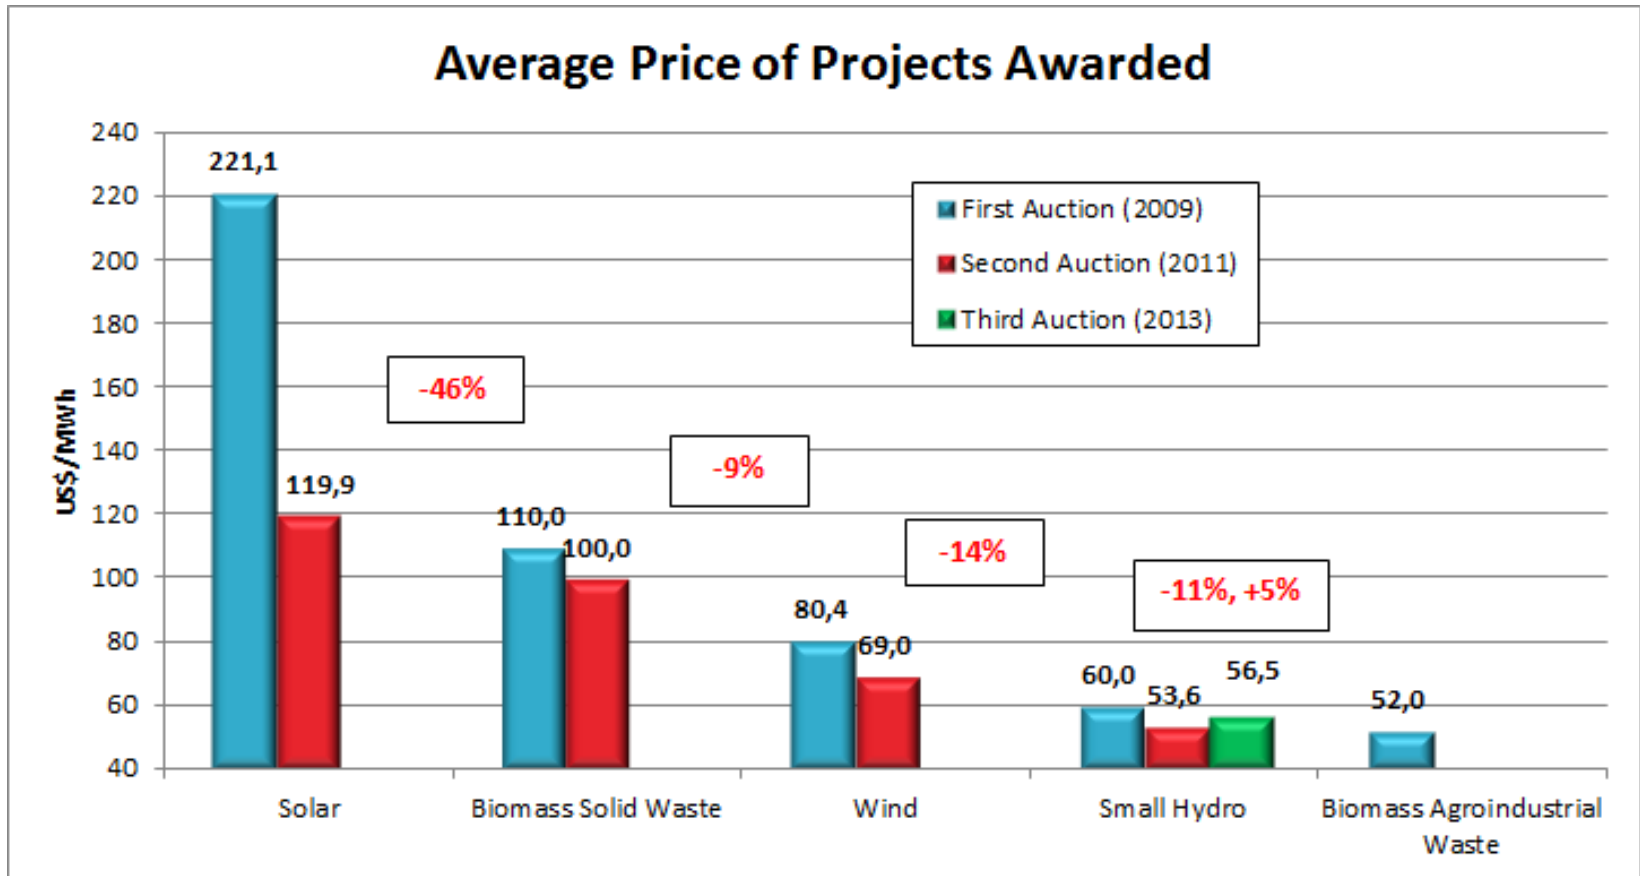 Average Price of Projects Awarded
US$/MWh
240
220
200
180
160
140
120
100
80
60
40
221,1
119,9
110,0
100,0
80,4
69,0
60,0
53,6
56,5
52,0
-46%
-9%
-14%
-11%, +5%
First Auction (2009)
Second Auction (2011)
Third Auction (2013)
Solar
Biomass Solid Waste
Wind
Small Hydro
Biomass Agroindustrial
Waste